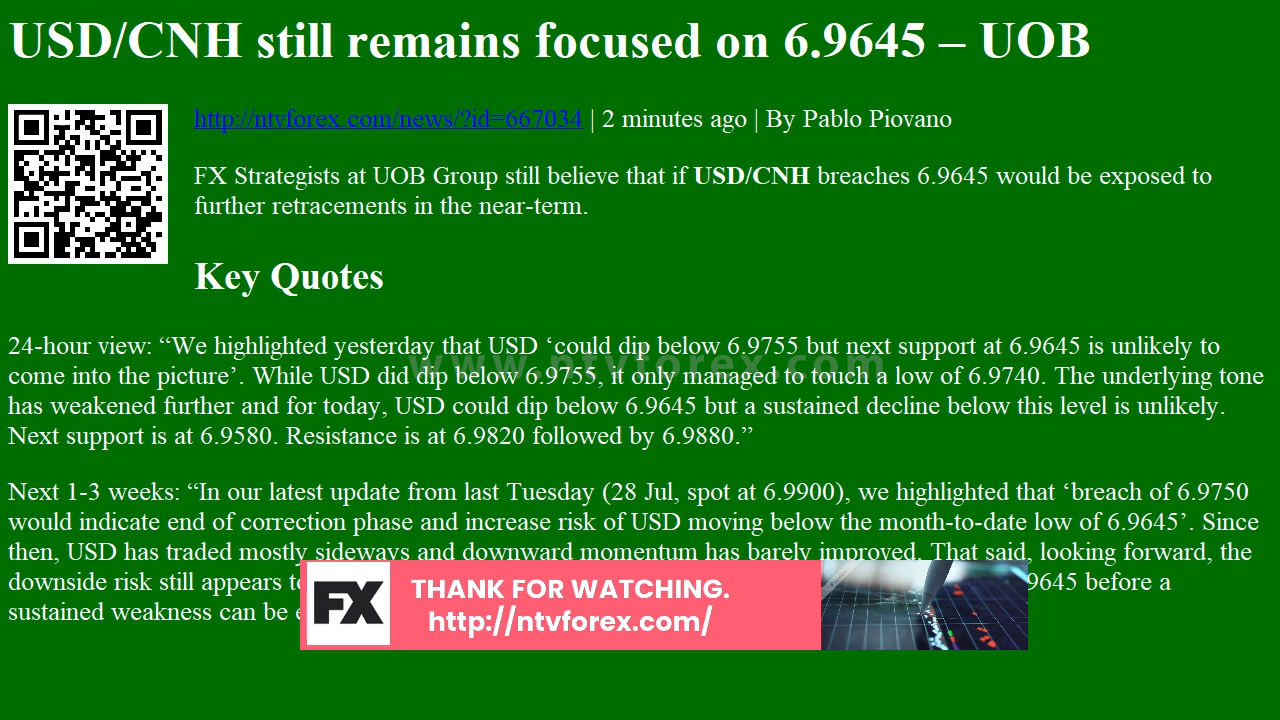 USD/CNH still remains focused on 6.9645 – UOB
http://ntvforex.com/news/?id=667034 | 2 minutes ago | By Pablo Piovano
FX Strategists at UOB Group still believe that if USD/CNH breaches 6.9645 would be exposed to
further retracements in the near-term.
Key Quotes
24-hour view: “We highlighted yesterday that USD ‘could dip below 6.9755 but next support at 6.9645 is unlikely to
www.ntvforex.com
come into the picture’. While USD did dip below 6.9755, it only managed to touch a low of 6.9740. The underlying tone
has weakened further and for today, USD could dip below 6.9645 but a sustained decline below this level is unlikely.
Next support is at 6.9580. Resistance is at 6.9820 followed by 6.9880.”
Next 1-3 weeks: “In our latest update from last Tuesday (28 Jul, spot at 6.9900), we highlighted that ‘breach of 6.9750
would indicate end of correction phase and increase risk of USD moving below the month-to-date low of 6.9645’. Since
then, USD has traded mostly sideways and downward momentum has barely improved. That said, looking forward, the
downside risk still appears 9645 before a
sustained weakness can be
FX
THANK FOR WATCHING.
http://ntvforex.com/